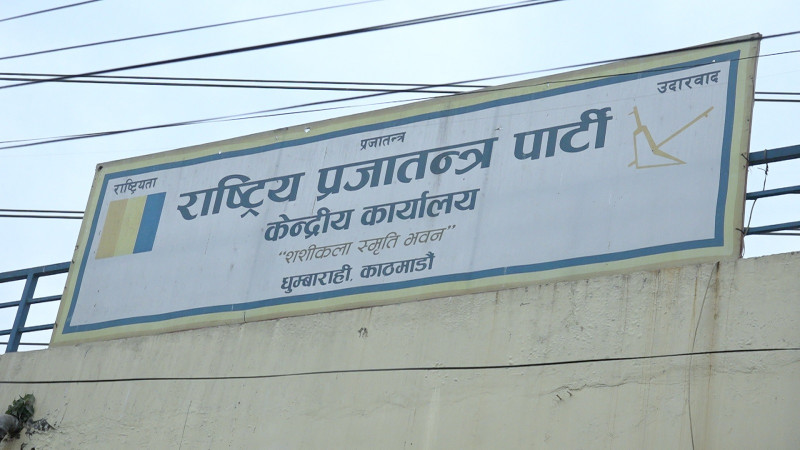 राष्ट्रियता
प्रजातन्त्र
उदारवाद
राष्ट्रिय प्रजातन्त्र पार्टी
केन्द्रीय कार्यालय
"शशीकला स्मृति भवन"
धुम्बाराही, काठमाडौं